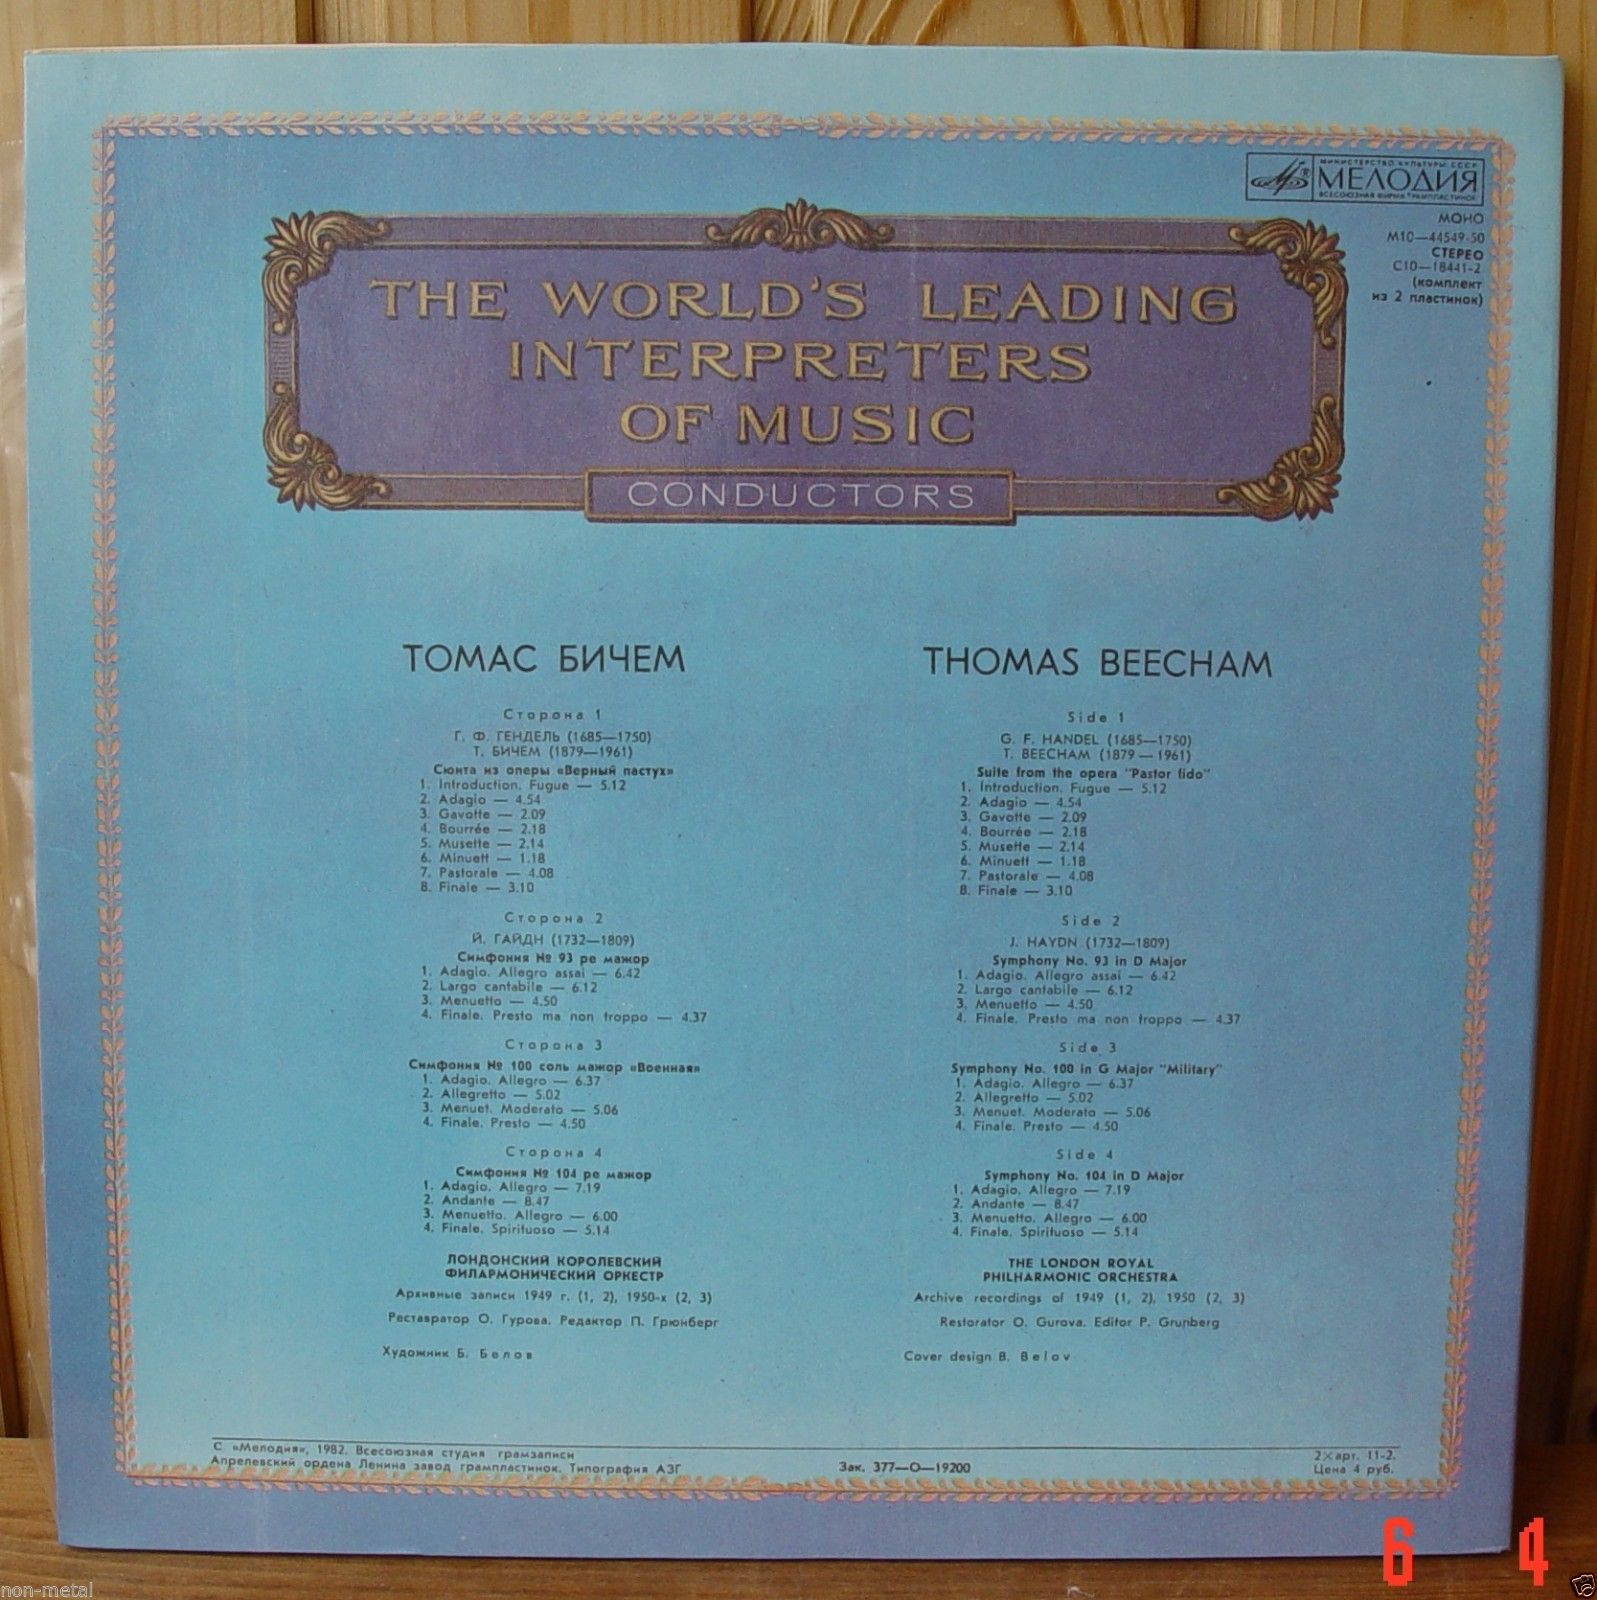 МИНИСТЕРСТВО КУЛЬТУРЫ СССР
МЕЛОДИЯ
ВСЕСОЮЗНАЯ ФИРМА ГРАМПЛАСТИНОК
МОНО
М10—44549-50
СТЕРЕО
С10—18441-2
(комплект
из 2 пластинок)
THE WORLD'S LEADING
INTERPRETERS
OF MUSIC
CONDUCTORS
ТОМАС БИЧЕМ
Сторона 1
Г. Ф. ГЕНДЕЛЬ (1685—1750)
Т. БИЧЕМ (1879—1961)
Сюита из оперы «Верный пастух»
1. Introduction. Fugue — 5.12
2. Adagio — 4.54
3. Gavotte — 2.09
4. Bourrée — 2.18
5. Musette — 2.14
6. Minuett — 1.18
7. Pastorale — 4.08
8. Finale — 3.10
Сторона 2
Й. ГАЙДН (1732—1809)
Симфония № 93 ре мажор
1. Adagio. Allegro assai — 6.42
2. Largo cantabile — 6.12
3. Menuetto — 4.50
4. Finale. Presto ma non troppo — 4.37
Сторона 3
Симфония № 100 соль мажор «Военная»
1. Adagio. Allegro — 6.37
2. Allegretto — 5.02
3. Menuet. Moderato — 5.06
4. Finale. Presto — 4.50
Сторона 4
Симфония № 104 ре мажор
1. Adagio. Allegro — 7.19
2. Andante — 8.47
3. Menuetto. Allegro — 6.00
4. Finale. Spirituoso — 5.14
ЛОНДОНСКИЙ КОРОЛЕВСКИЙ
ФИЛАРМОНИЧЕСКИЙ ОРКЕСТР
Архивные записи 1949 г. (1, 2), 1950-х (2, 3)
Реставратор О. Гурова. Редактор П. Грюнберг
Художник Б. Белов
THOMAS BEECHAM
Side 1
G. F. HANDEL (1685—1750)
T. BEECHAM (1879—1961)
Suite from the opera "Pastor fido"
1. Introduction. Fugue — 5.12
2. Adagio — 4.54
3. Gavotte — 2.09
4. Bourrée — 2.18
5. Musette — 2.14
6. Minuett — 1.18
7. Pastorale — 4.08
8. Finale — 3.10
Side 2
J. HAYDN (1732—1809)
Symphony No. 93 in D Major
1. Adagio. Allegro assai — 6.42
2. Largo cantabile — 6.12
3. Menuetto — 4.50
4. Finale. Presto ma non troppo — 4.37
Side 3
Symphony No. 100 in G Major "Military"
1. Adagio. Allegro — 6.37
2. Allegretto — 5.02
3. Menuet. Moderato — 5.06
4. Finale. Presto — 4.50
Side 4
Symphony No. 104 in D Major
1. Adagio. Allegro — 7.19
2. Andante — 8.47
3. Menuetto. Allegro — 6.00
4. Finale. Spirituoso — 5.14
THE LONDON ROYAL
PHILHARMONIC ORCHESTRA
Archive recordings of 1949 (1, 2), 1950 (2, 3)
Restorator O. Gurova. Editor P. Grunberg
Cover design B. Belov
С «Мелодия», 1982. Всесоюзная студия грамзаписи
Апрелевский ордена Ленина завод грампластинок. Типография АЗГ
Зак. 377—О—19200
2×арт. 11-2.
Цена 4 руб.
6 4
non-metal